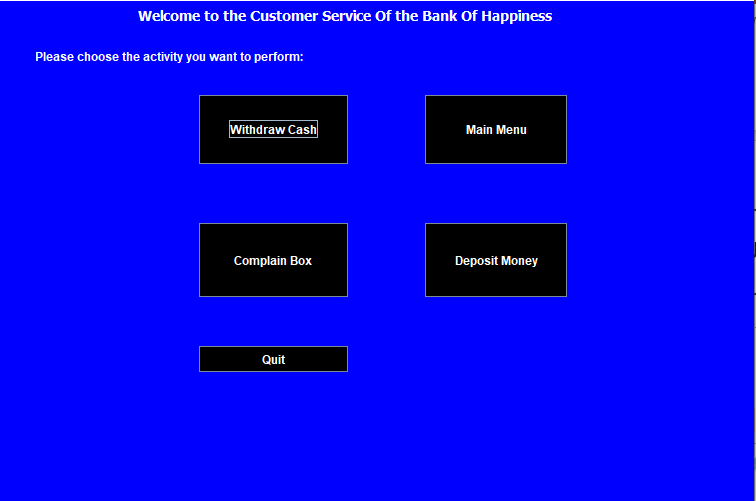 Welcome to the Customer Service Of the Bank Of Happiness
Please choose the activity you want to perform:
Withdraw Cash
Main Menu
Complain Box
Deposit Money
Quit